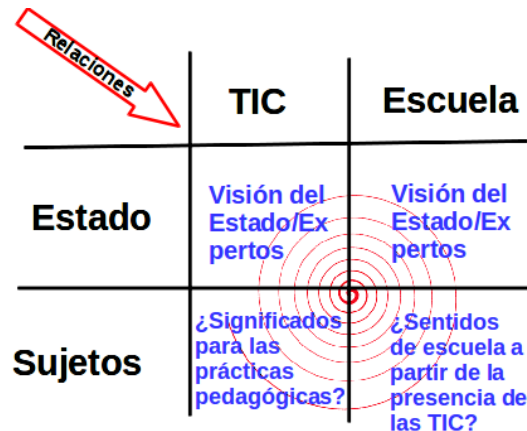 Relaciones
TIC
Escuela
Estado
Visión del
Estado/Ex
pertos
Visión del
Estado/Ex
pertos
Sujetos
¿Significados
para las
prácticas
pedagógicas?
¿Sentidos
de escuela a
partir de la
presencia de
las TIC?